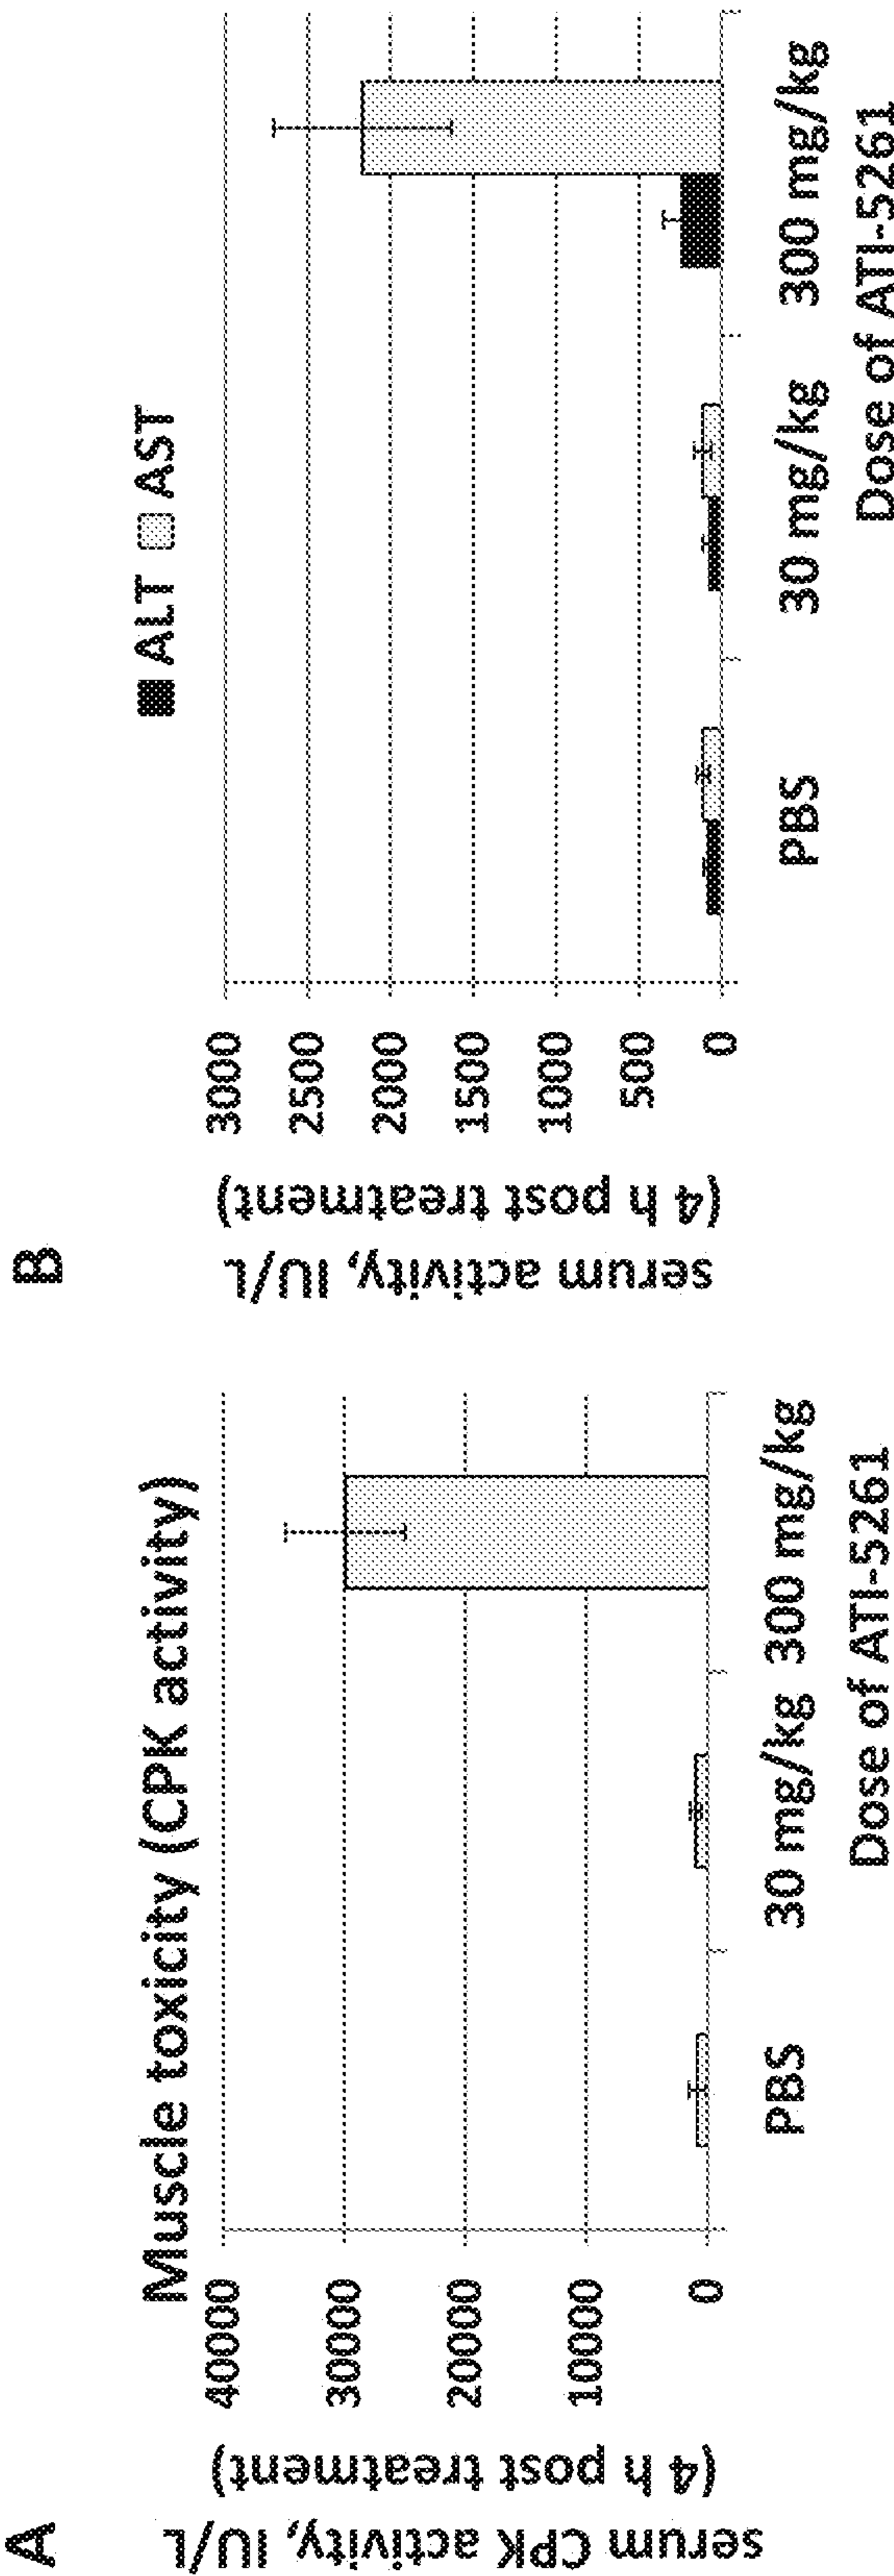 A
Muscle toxicity (CPK activity)
serum CPK activity, IU/L
(4 h post treatment)
40000
30000
20000
10000
0
PBS
30 mg/kg
300 mg/kg
Dose of ATI-5261
B
ALT
AST
serum activity, IU/L
(4 h post treatment)
3000
2500
2000
1500
1000
500
0
PBS
30 mg/kg
300 mg/kg
Dose of ATI-5261